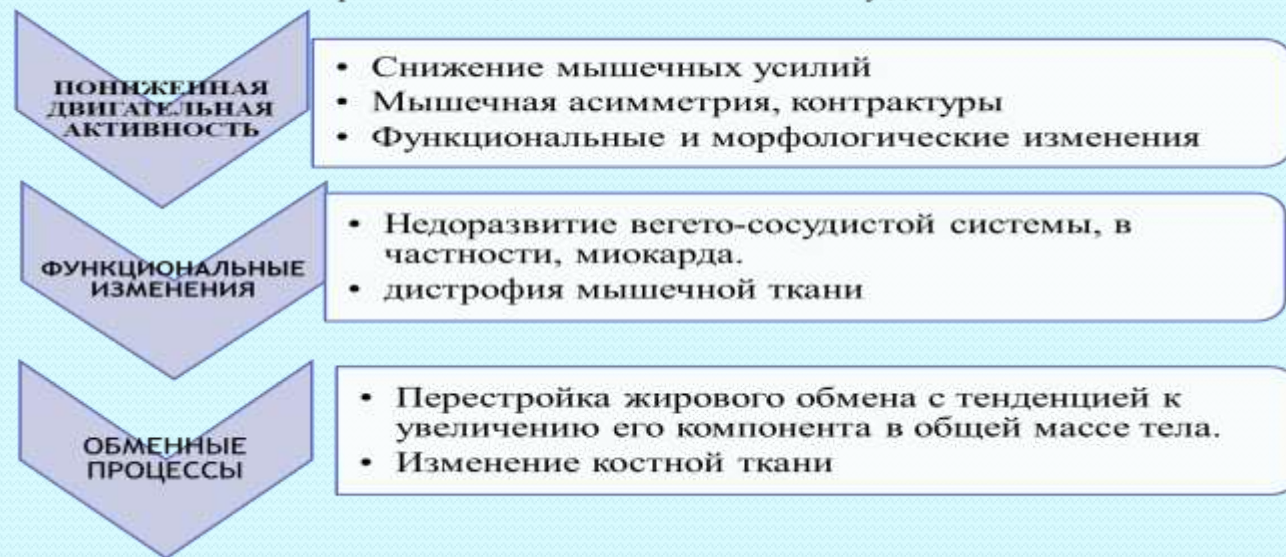 ПОНИЖЕННАЯ
ДВИГАТЕЛЬНАЯ
АКТИВНОСТЬ
• Снижение мышечных усилий
• Мышечная асимметрия, контрактуры
• Функциональные и морфологические изменения
ФУНКЦИОНАЛЬНЫЕ
ИЗМЕНЕНИЯ
• Недоразвитие вегето-сосудистой системы, в
частности, миокарда.
• дистрофия мышечной ткани
ОБМЕННЫЕ
ПРОЦЕССЫ
• Перестройка жирового обмена с тенденцией к
увеличению его компонента в общей массе тела.
• Изменение костной ткани